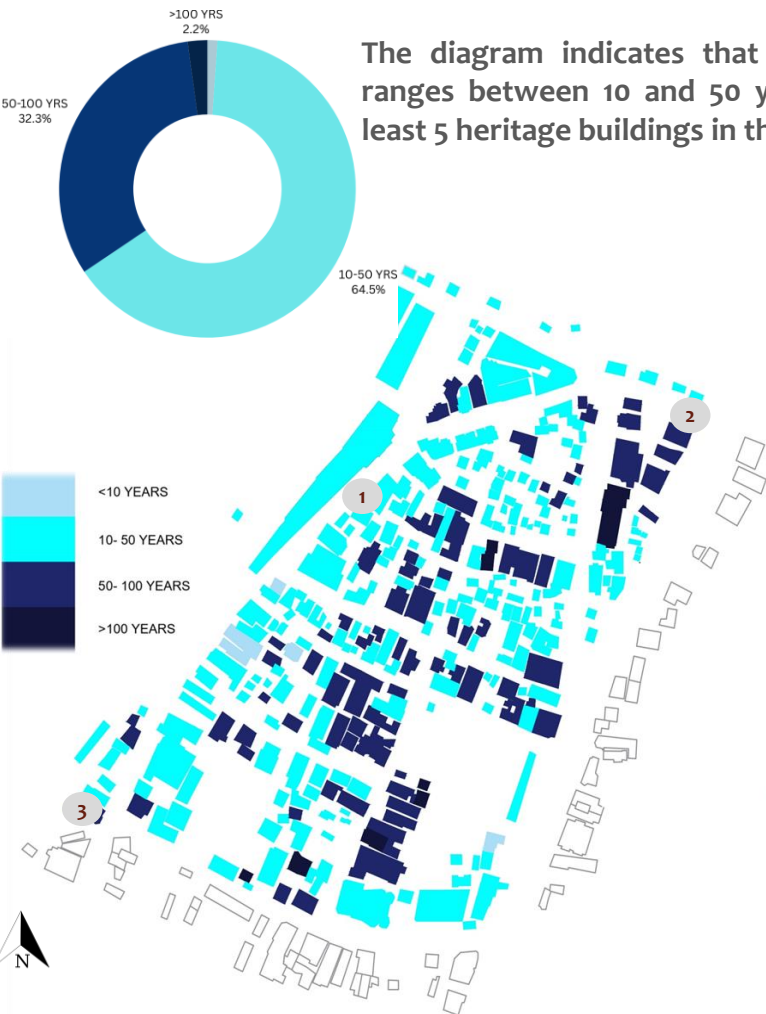 >100 YRS
2.2%
The diagram indicates that
ranges between 10 and 50 y
least 5 heritage buildings in th
50-100 YRS
32.3%
10-50 YRS
64.5%
2
1
<10 YEARS
10- 50 YEARS
50- 100 YEARS
>100 YEARS
3
N